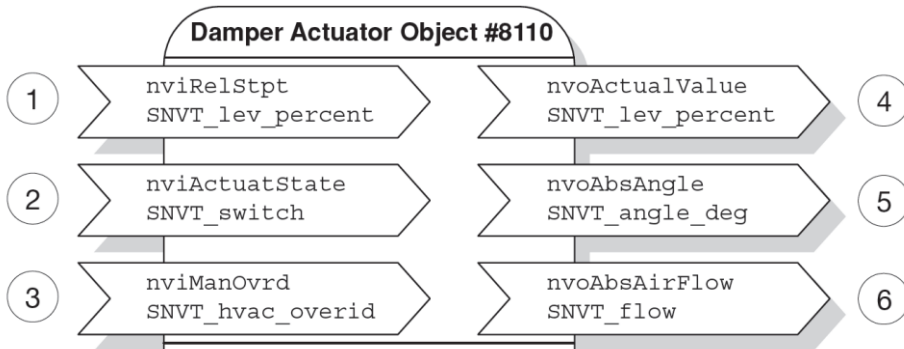 Damper Actuator Object #8110
1
nviRelStpt
SNVT_lev_percent
nvoActualValue
SNVT_lev_percent
4
2
nviActuatState
SNVT_switch
nvoAbsAngle
SNVT_angle_deg
5
3
nviManOvrd
SNVT_hvac_overid
nvoAbsAirFlow
SNVT_flow
6